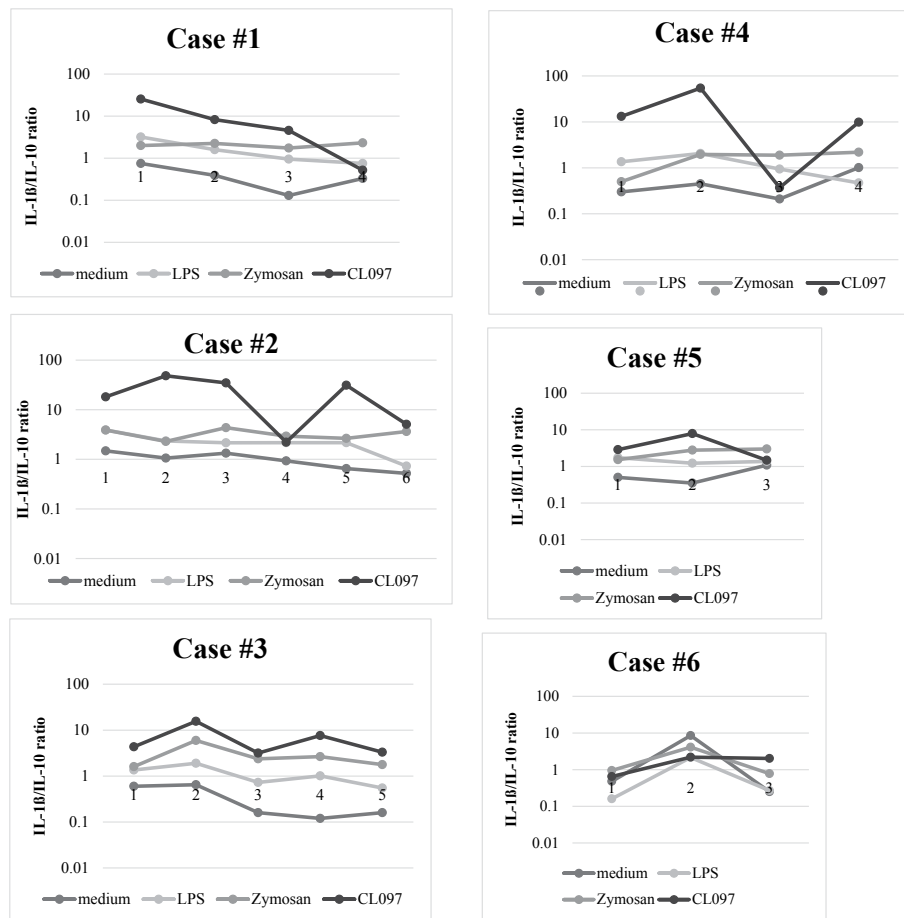 Case #1
IL-1ß/IL-10 ratio
100
10
1
0.1
0.01
1 2 3 4
medium LPS Zymosan CL097
Case #4
IL-1ß/IL-10 ratio
100
10
1
0.1
0.01
1 2 3 4
medium LPS Zymosan CL097
Case #2
IL-1ß/IL-10 ratio
100
10
1
0.1
0.01
1 2 3 4 5 6
medium LPS Zymosan CL097
Case #5
IL-1ß/IL-10 ratio
100
10
1
0.1
0.01
1 2 3
medium LPS
Zymosan CL097
Case #3
IL-1ß/IL-10 ratio
100
10
1
0.1
0.01
1 2 3 4 5
medium LPS Zymosan CL097
Case #6
IL-1ß/IL-10 ratio
100
10
1
0.1
0.01
1 2 3
medium LPS
Zymosan CL097